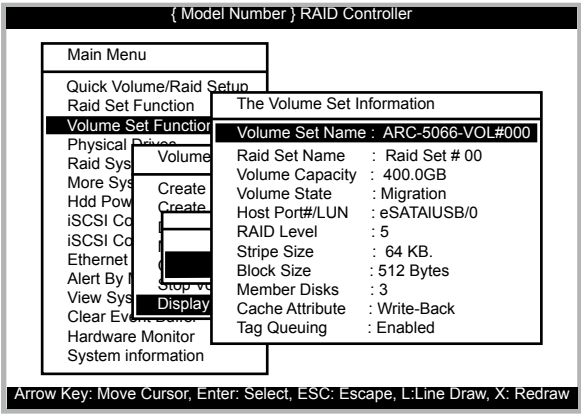 { Model Number } RAID Controller
Main Menu
Quick Volume/Raid Setup
Raid Set Function
Volume Set Function
Physical Drives
Raid Sys
More Sys
Hdd Pow
iSCSI Co
iSCSI Co
Ethernet
Alert By
View Sys
Clear Event Buffer
Hardware Monitor
System information
Volume
Create
Create
Stop Vo
Display
The Volume Set Information
Volume Set Name : ARC-5066-VOL#000
Raid Set Name : Raid Set # 00
Volume Capacity : 400.0GB
Volume State : Migration
Host Port#/LUN : eSATAIUSB/0
RAID Level : 5
Stripe Size : 64 KB.
Block Size : 512 Bytes
Member Disks : 3
Cache Attribute : Write-Back
Tag Queuing : Enabled
Arrow Key: Move Cursor, Enter: Select, ESC: Escape, L:Line Draw, X: Redraw